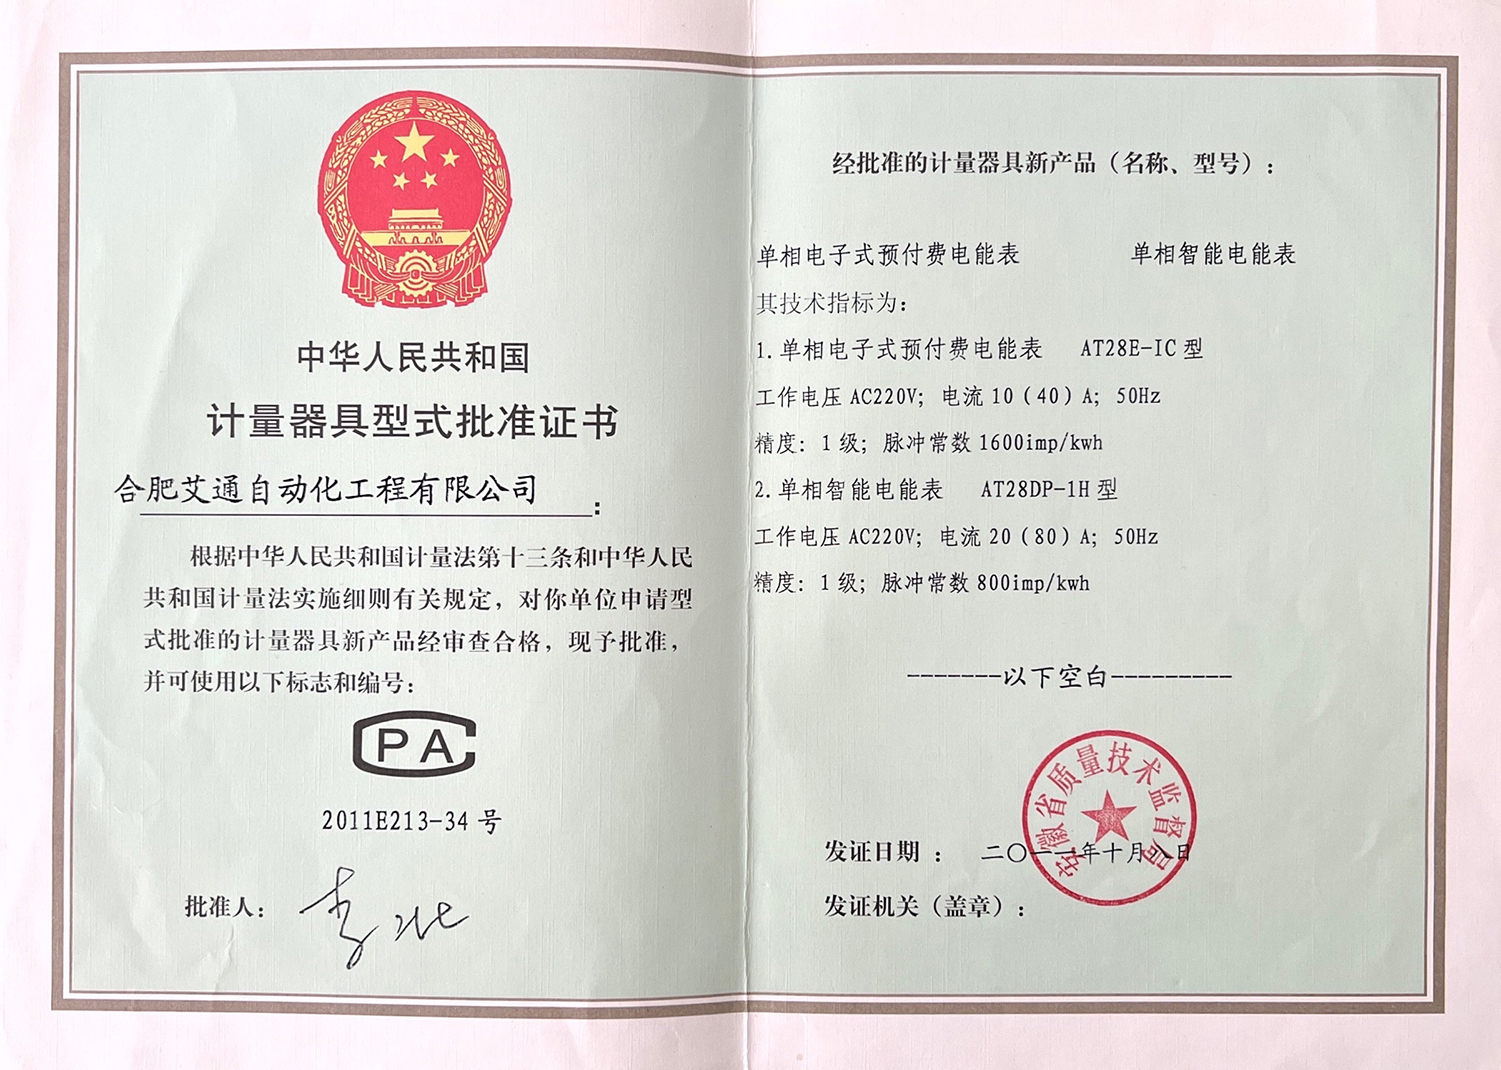 中华人民共和国
计量器具型式批准证书
合肥艾通自动化工程有限公司：
根据中华人民共和国计量法第十三条和中华人民
共和国计量法实施细则有关规定，对你单位申请型
式批准的计量器具新产品经审查合格，现予批准，
并可使用以下标志和编号：
CPA
2011E213-34 号
批准人：
经批准的计量器具新产品（名称、型号）：
单相电子式预付费电能表 单相智能电能表
其技术指标为：
1.单相电子式预付费电能表 AT28E-IC 型
工作电压 AC220V；电流 10（40）A；50Hz
精度：1 级；脉冲常数 1600imp/kwh
2.单相智能电能表 AT28DP-1H 型
工作电压 AC220V；电流 20（80）A；50Hz
精度：1 级；脉冲常数 800imp/kwh
-------以下空白---------
安徽省质量技术监督局
发证日期： 二〇一一年十月 日
发证机关（盖章）：